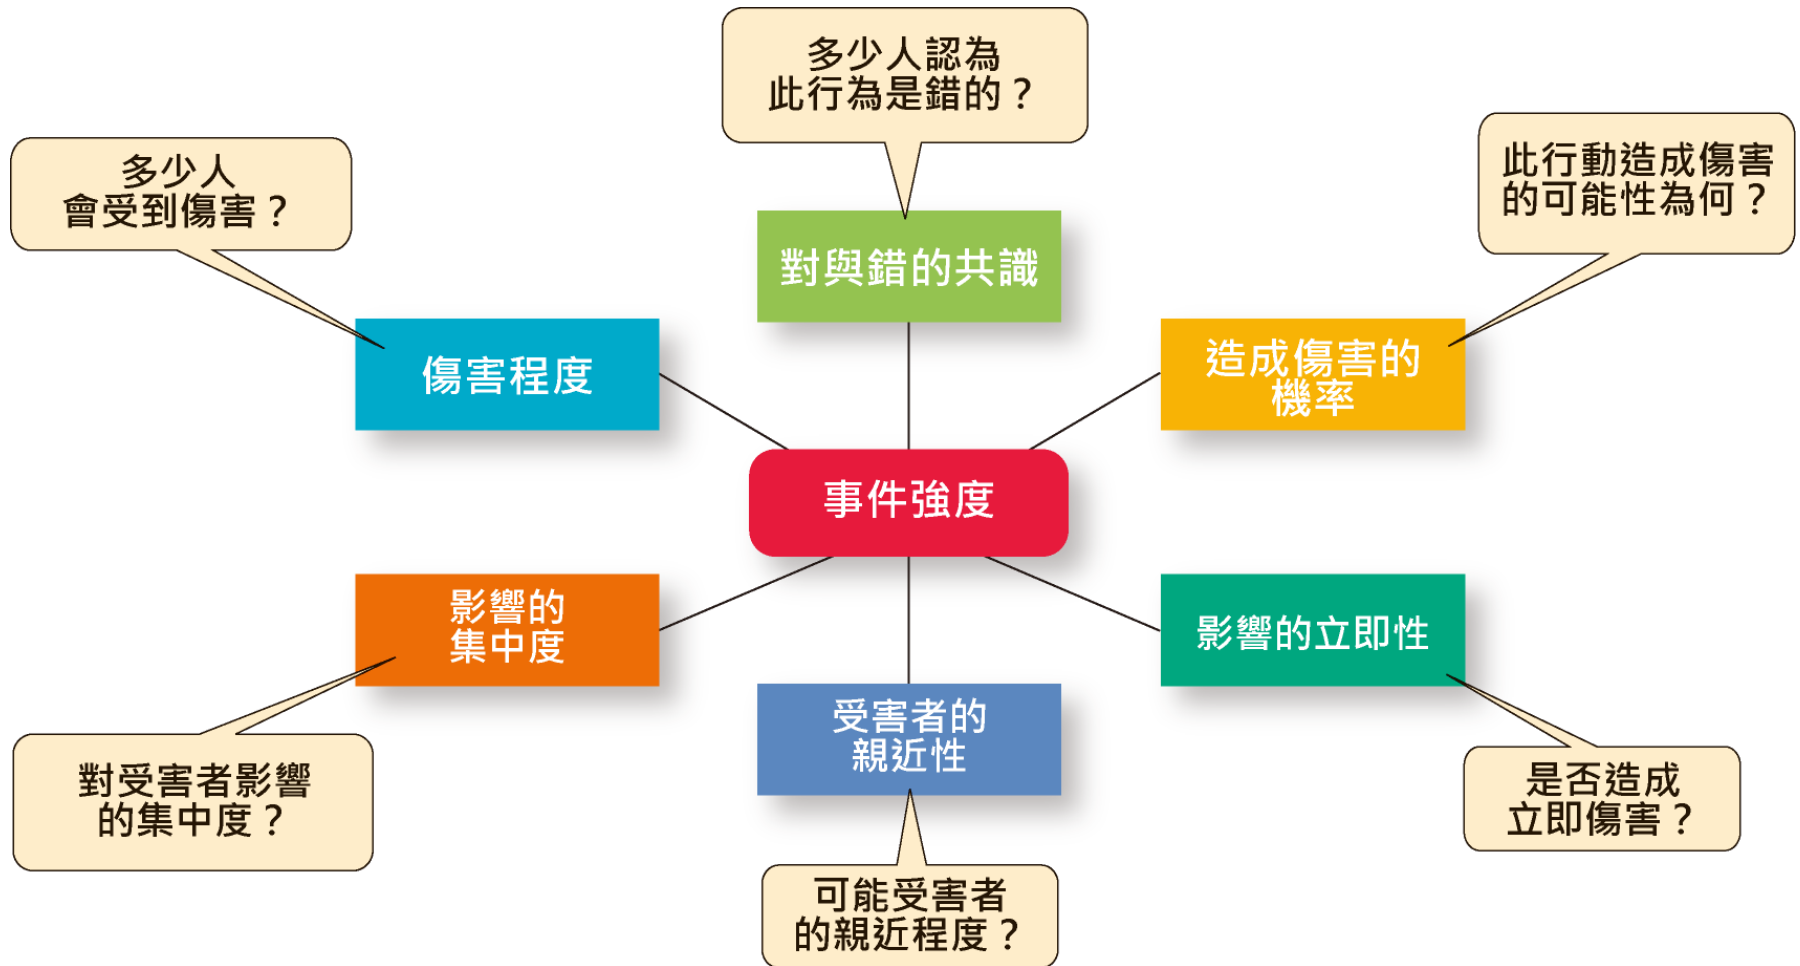 多少人認為
此行為是錯的？
多少人
會受到傷害？
此行動造成傷害
的可能性為何？
對與錯的共識
傷害程度
造成傷害的
機率
事件強度
影響的
集中度
影響的立即性
受害者的
親近性
對受害者影響
的集中度？
是否造成
立即傷害？
可能受害者
的親近程度？